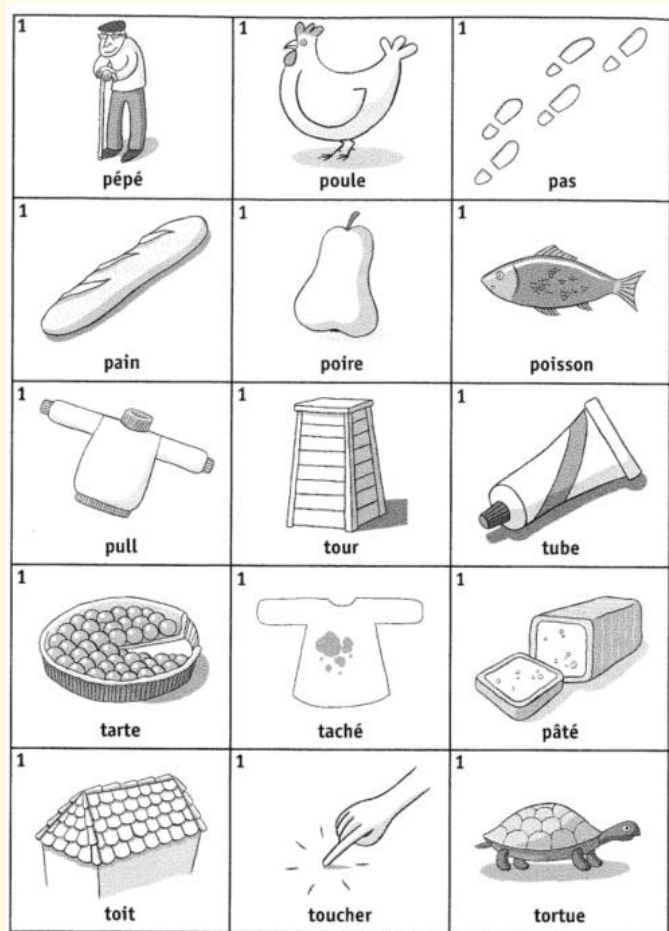 1 1 1
pépé poule pas
1 1 1
pain poire poisson
1 1 1
pull tour tube
1 1 1
tarte taché pâté
1 1 1
toit toucher tortue